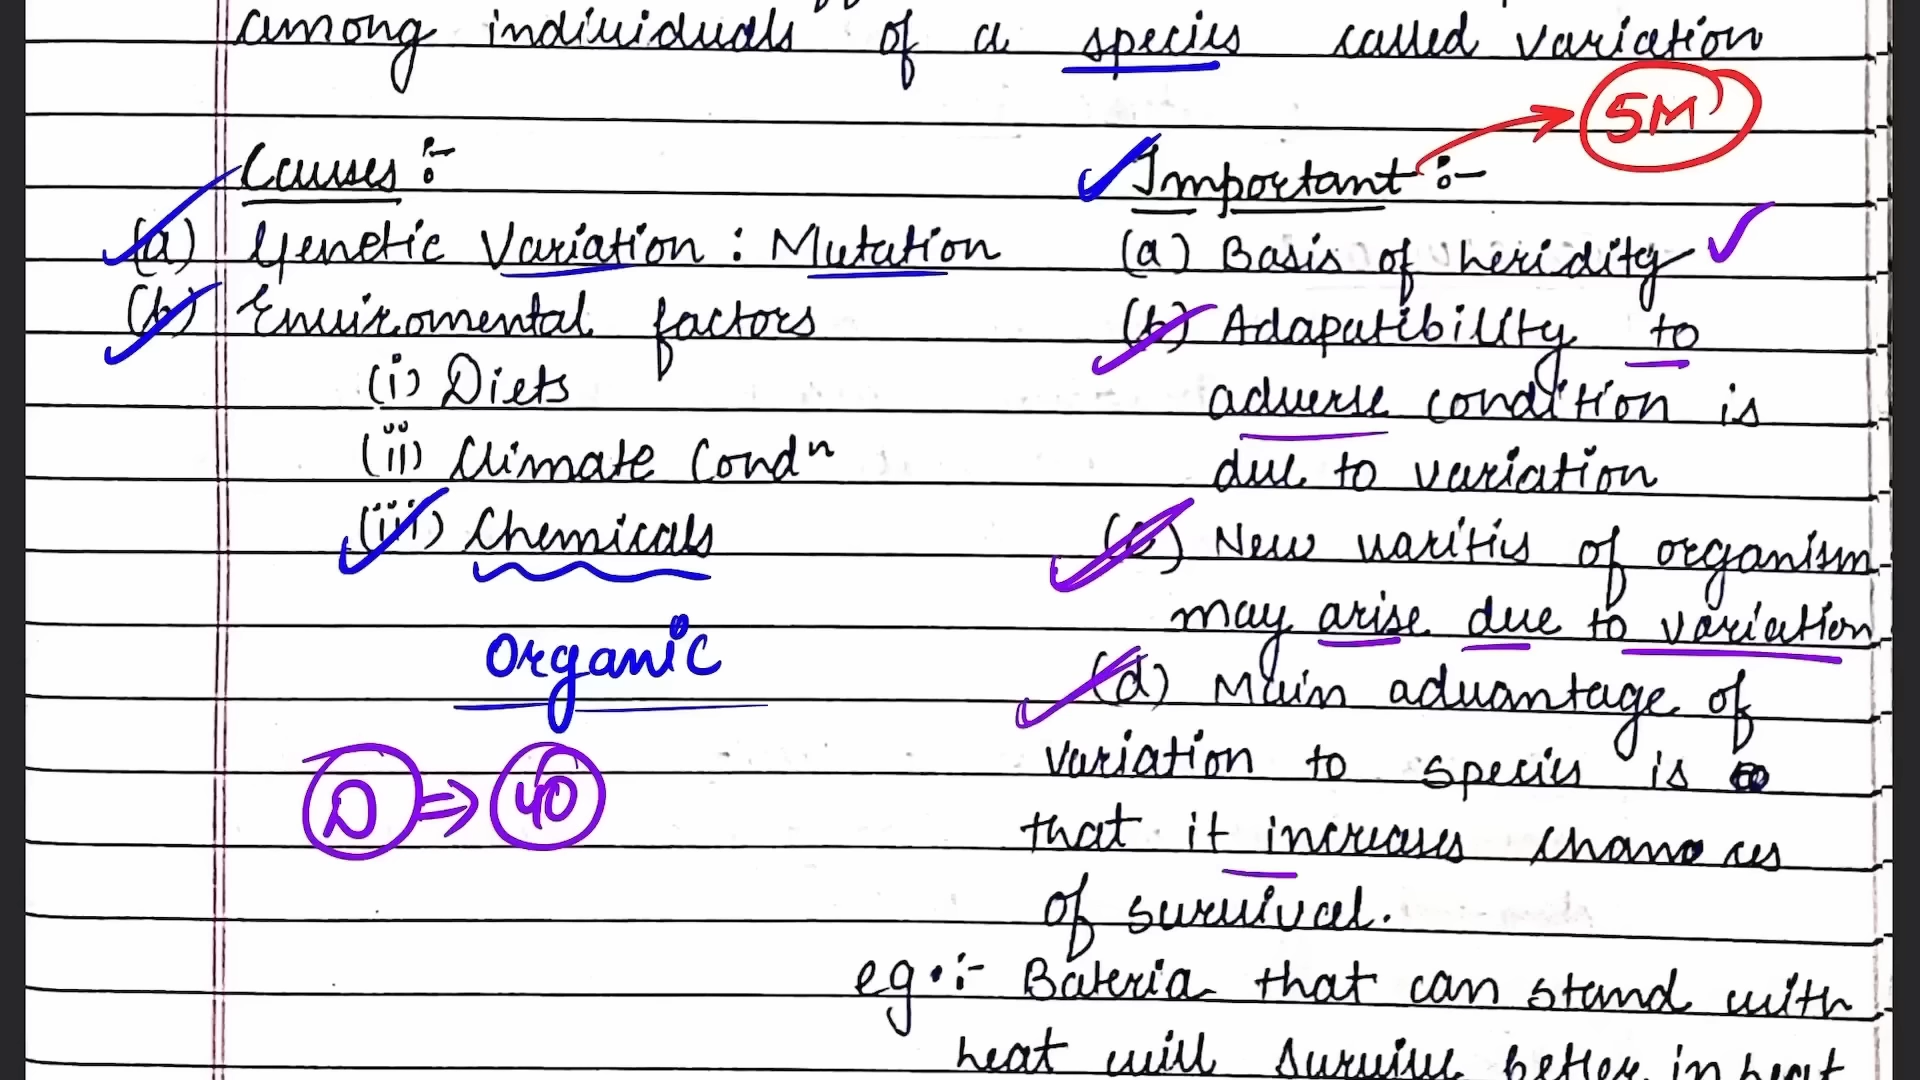 among individuals of a species called variation
5M
Causes :-
(a) Genetic Variation : Mutation
(b) Enviromental factors
(i) Diets
(ii) Climate Condn
(iii) Chemicals
Organic
D ⇒ 40
Important :-
(a) Basis of heridity
(b) Adapatibility to
adverse condition is
due to variation
(c) New varitis of organism
may arise due to variation
(d) Main advantage of
variation to species is
that it increases chances
of survival.
eg :- Bateria that can stand with
heat will survive better in heat